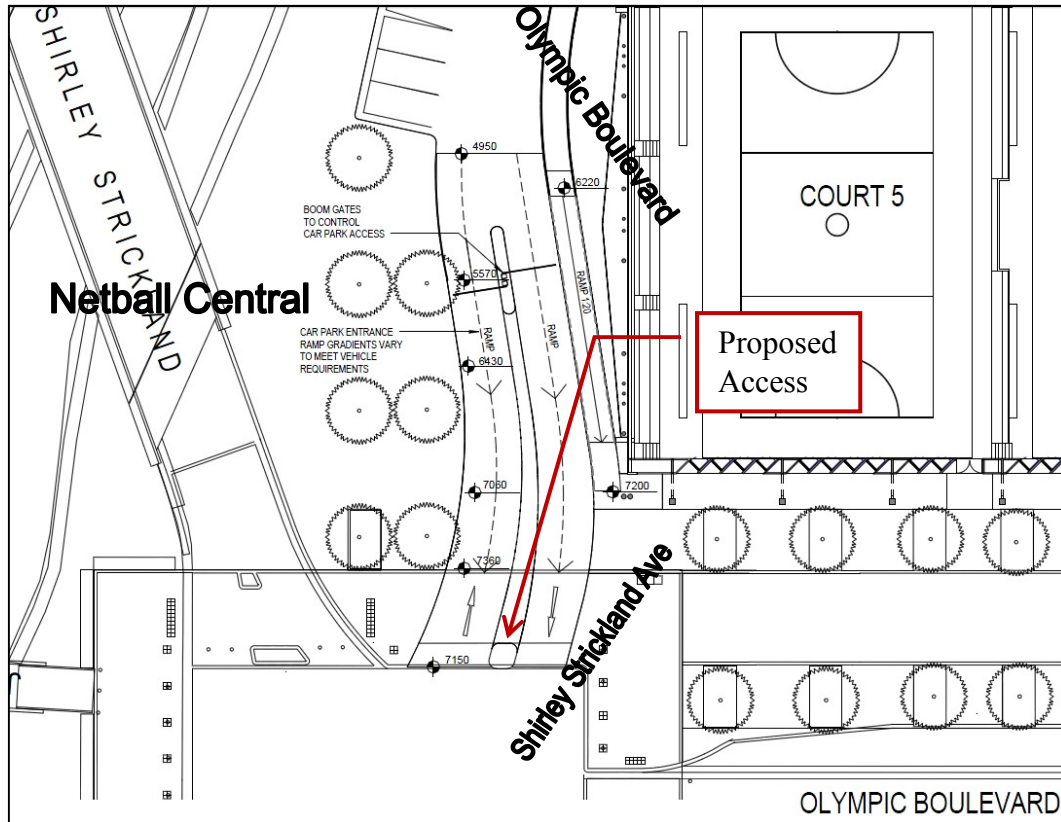 SHIRLEY STRICKLAND
Olympic Boulevard
4950
6220
COURT 5
BOOM GATES
TO CONTROL
CAR PARK ACCESS
5570
RAMP 1:20
Netball Central
CAR PARK ENTRANCE
RAMP GRADIENTS VARY
TO MEET VEHICLE
REQUIREMENTS
RAMP
RAMP
Proposed
Access
6430
7060
7200
7360
Shirley Strickland Ave
7150
OLYMPIC BOULEVARD